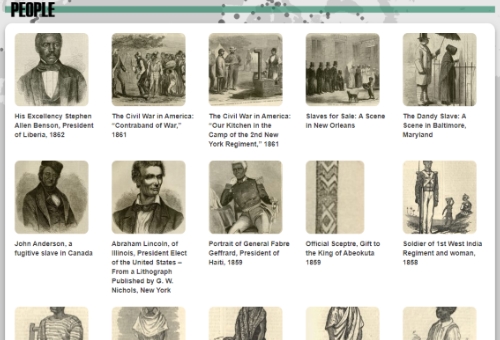 PEOPLE
His Excellency Stephen
Allen Benson, President
of Liberia, 1862
The Civil War in America:
“Contraband of War,”
1861
The Civil War in America:
“Our Kitchen in the
Camp of the 2nd New
York Regiment,” 1861
Slaves for Sale: A Scene
in New Orleans
The Dandy Slave: A
Scene in Baltimore,
Maryland
John Anderson, a
fugitive slave in Canada
Abraham Lincoln, of
Illinois, President Elect
of the United States –
From a Lithograph
Published by G. W.
Nichols, New York
Portrait of General Fabre
Geffrard, President of
Haiti, 1859
Official Sceptre, Gift to
the King of Abeokuta
1859
Soldier of 1st West India
Regiment and woman,
1858